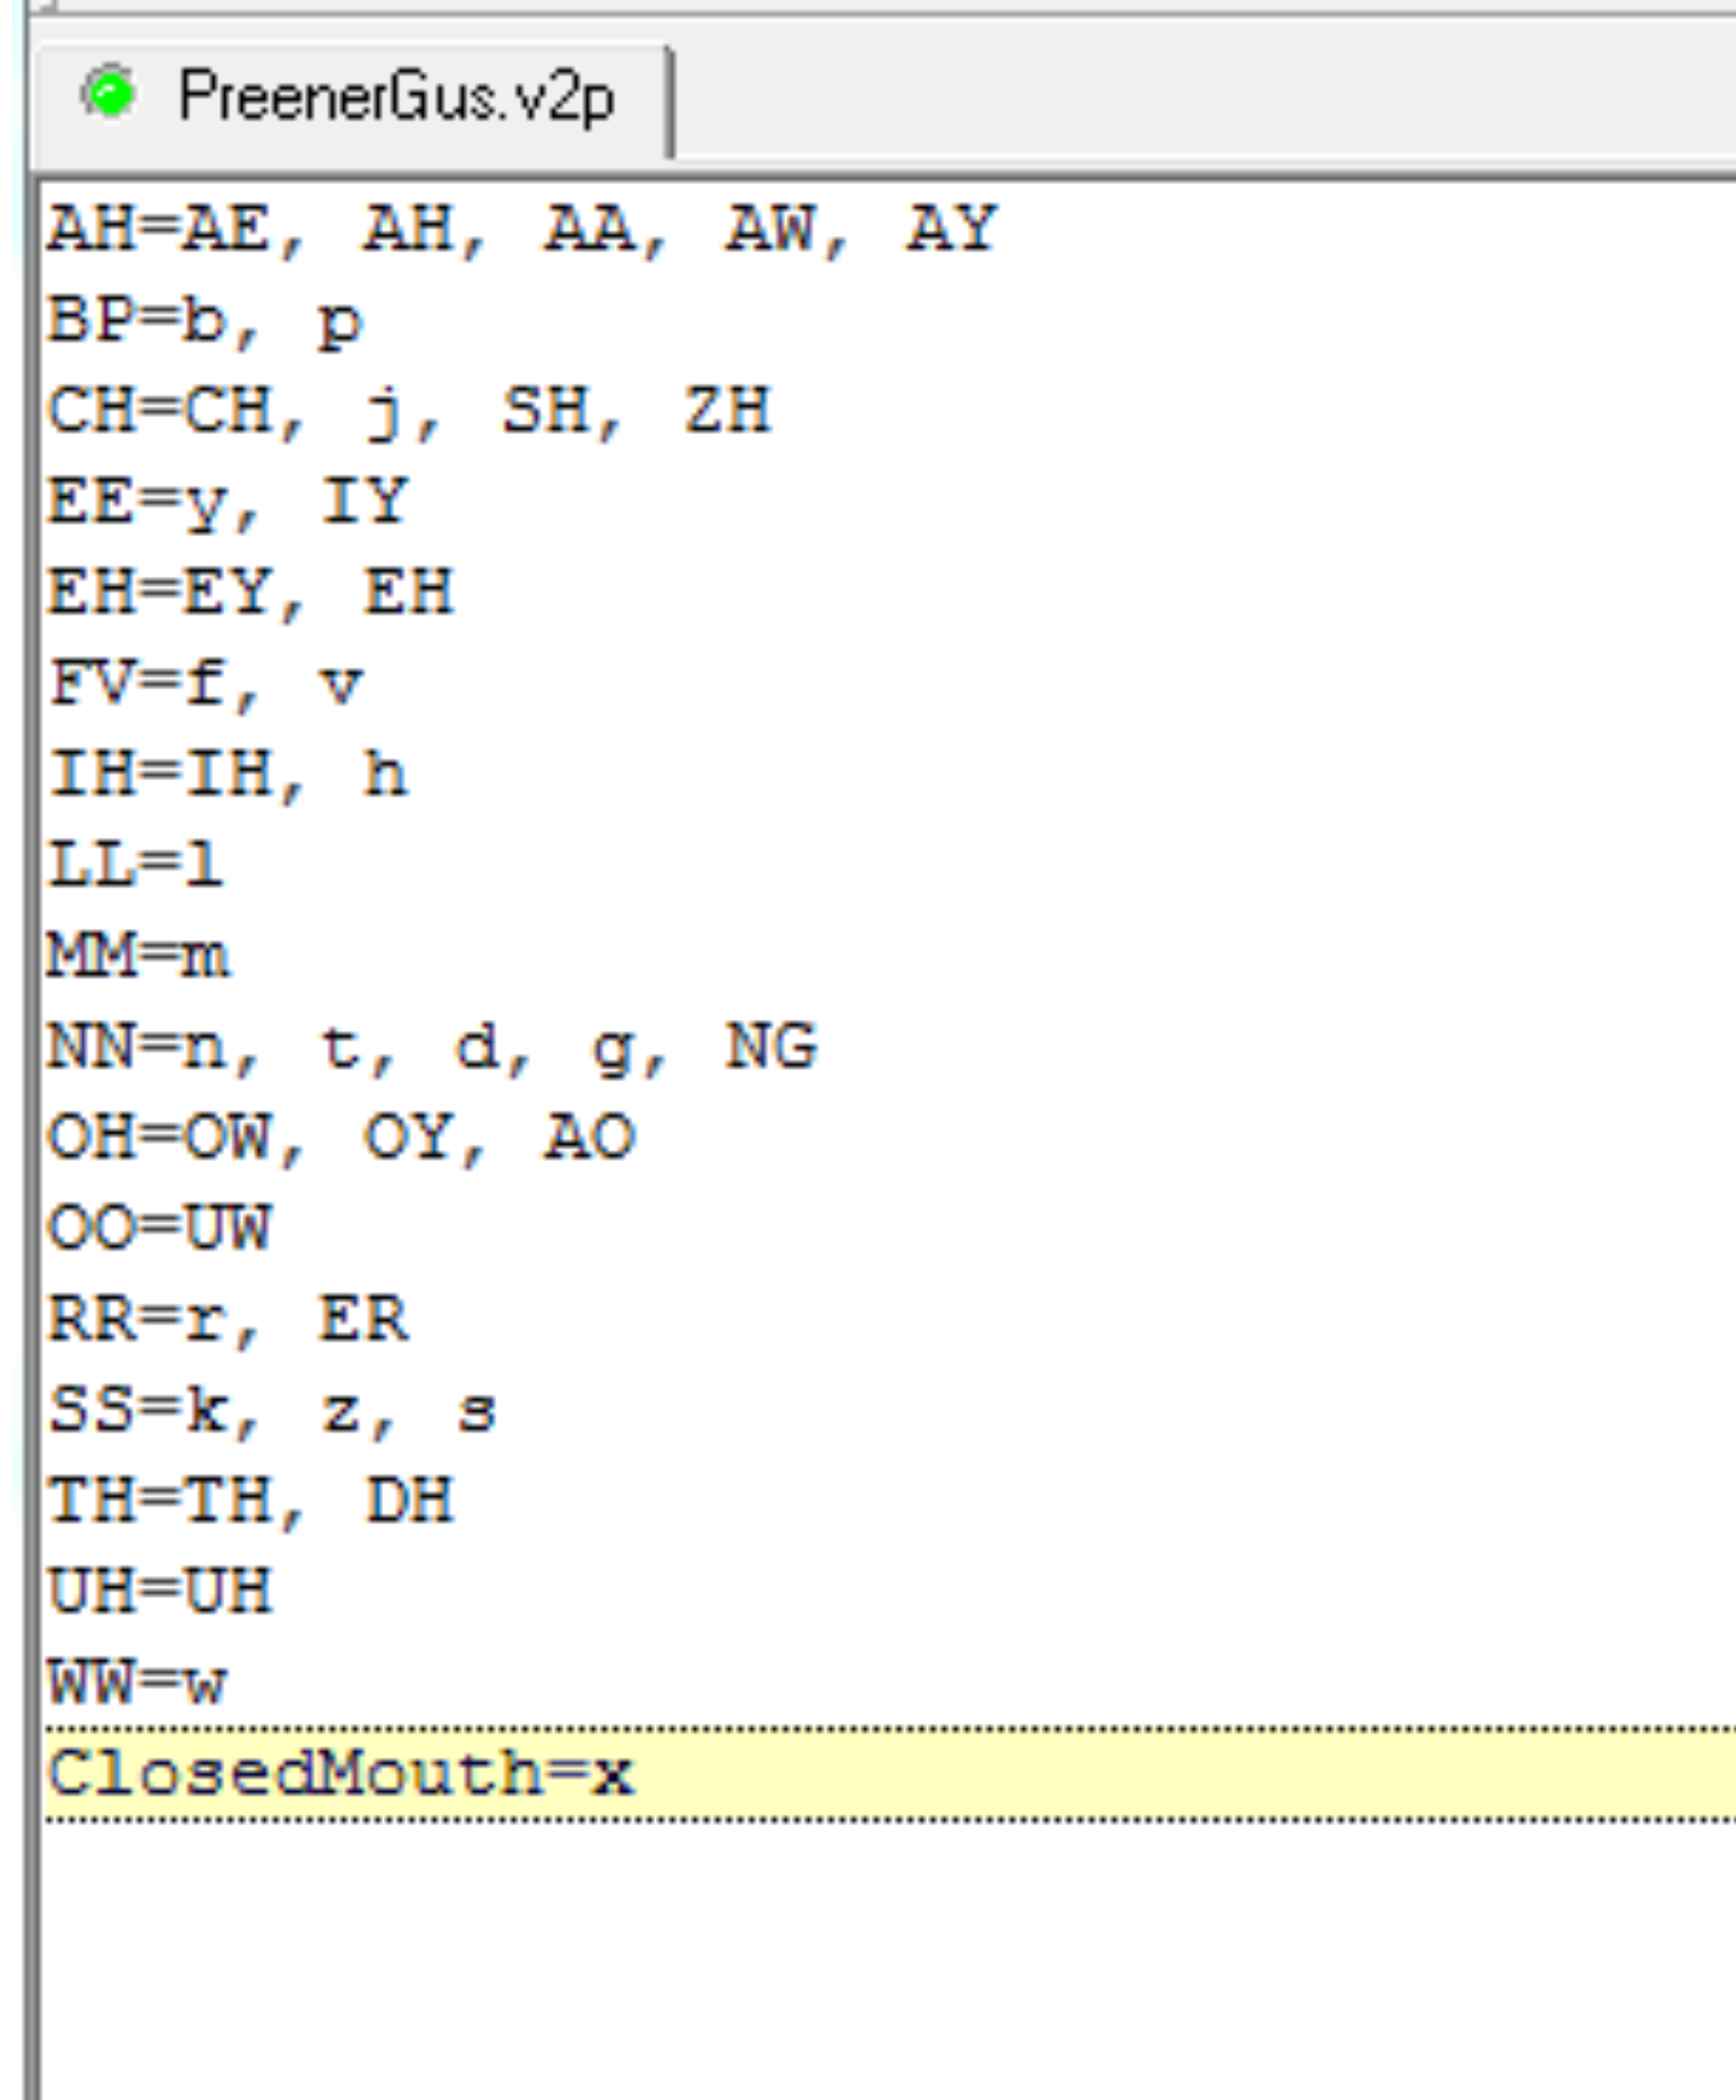 PreenerGus.v2p
AH=AE, AH, AA, AW, AY
BP=b, p
CH=CH, j, SH, ZH
EE=y, IY
EH=EY, EH
FV=f, v
IH=IH, h
LL=l
MM=m
NN=n, t, d, g, NG
OH=OW, OY, AO
OO=UW
RR=r, ER
SS=k, z, s
TH=TH, DH
UH=UH
WW=w
ClosedMouth=x